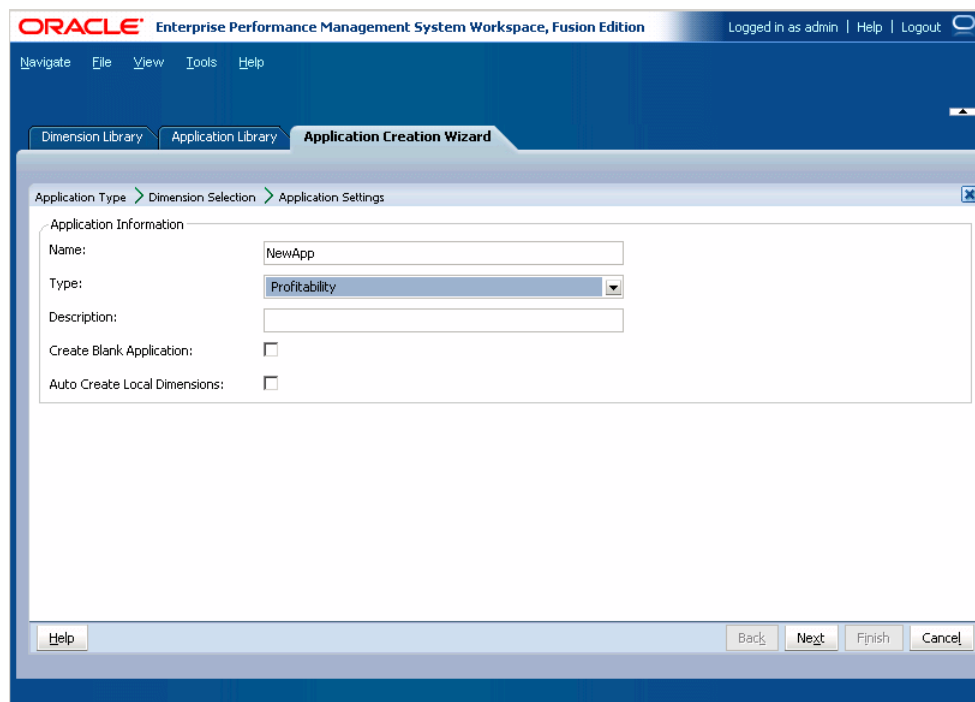 ORACLE Enterprise Performance Management System Workspace, Fusion Edition Logged in as admin | Help | Logout
Navigate File View Tools Help
Dimension Library Application Library Application Creation Wizard
Application Type Dimension Selection Application Settings
Application Information
Name: NewApp
Type: Profitability
Description:
Create Blank Application:
Auto Create Local Dimensions:
Help Back Next Finish Cancel